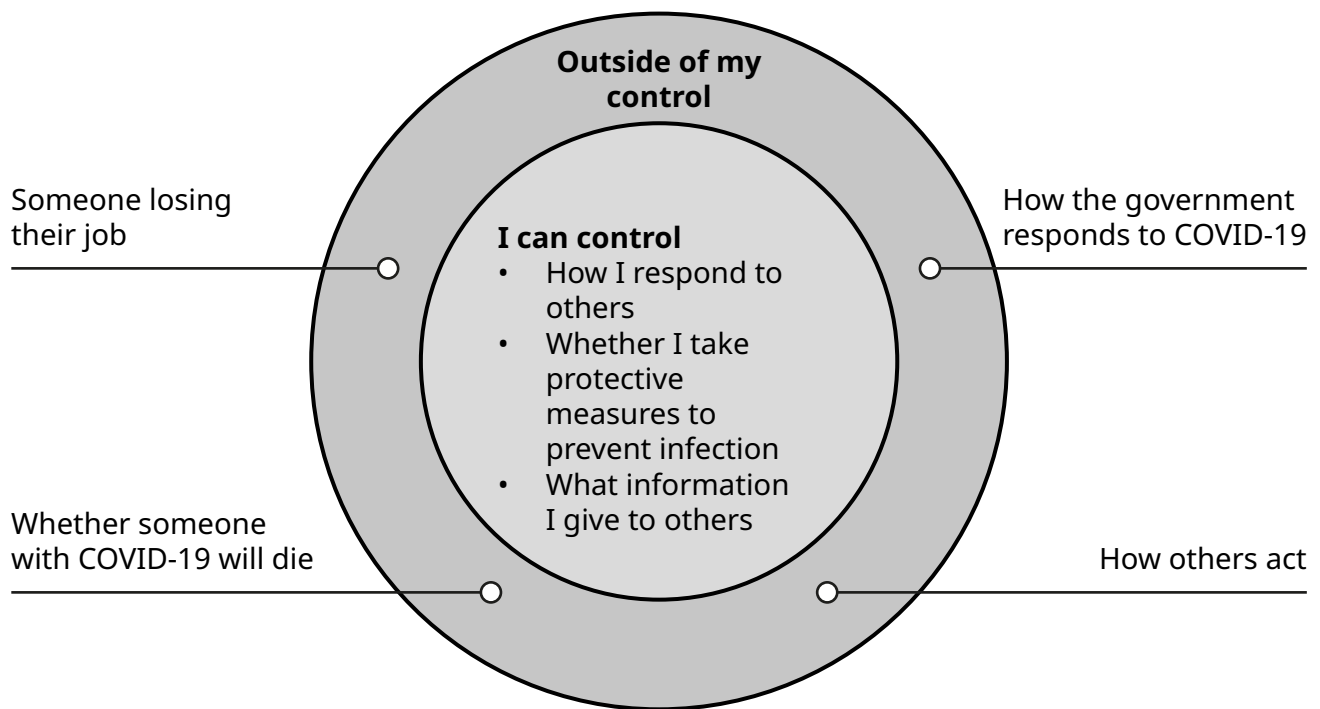 Outside of my
control
Someone losing
their job
How the government
responds to COVID-19
I can control
• How I respond to
others
• Whether I take
protective
measures to
prevent infection
• What information
I give to others
Whether someone
with COVID-19 will die
How others act